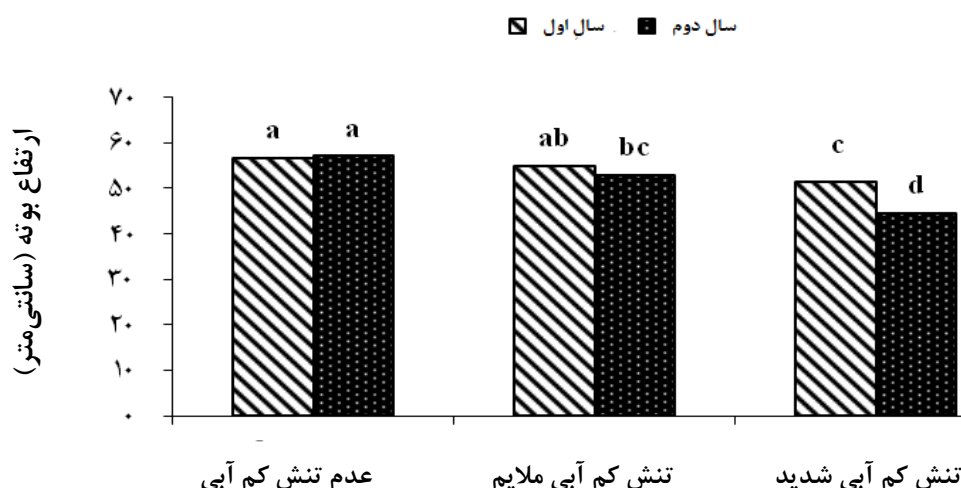 سال اول سال دوم
ارتفاع بوته (سانتی‌متر)
۷۰
۶۰
۵۰
۴۰
۳۰
۲۰
۱۰
۰
a a ab bc c d
عدم تنش کم آبی تنش کم آبی ملایم تنش کم آبی شدید